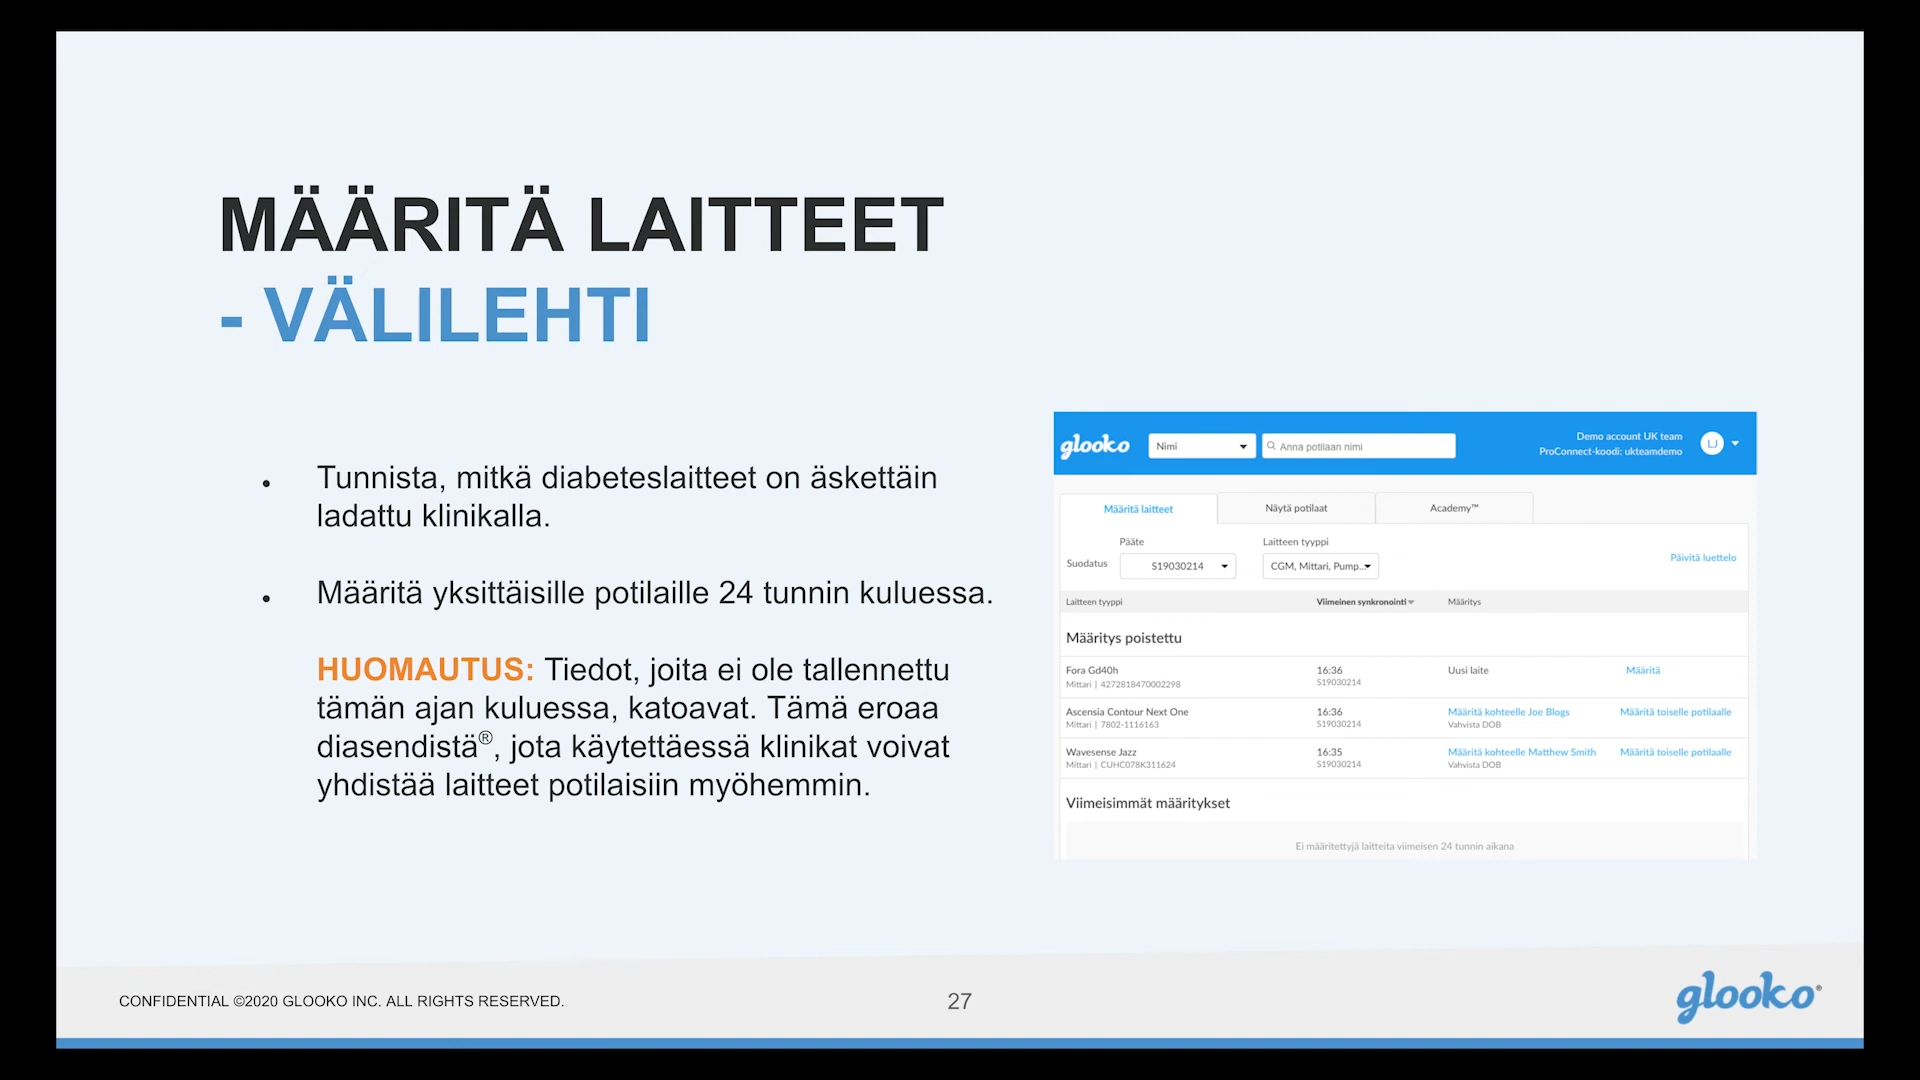 MÄÄRITÄ LAITTEET
- VÄLILEHTI
Tunnista, mitkä diabeteslaitteet on äskettäin
ladattu klinikalla.
Määritä yksittäisille potilaille 24 tunnin kuluessa.
HUOMAUTUS: Tiedot, joita ei ole tallennettu
tämän ajan kuluessa, katoavat. Tämä eroaa
diasendistä®, jota käytettäessä klinikat voivat
yhdistää laitteet potilaisiin myöhemmin.
glooko
Nimi
Anna potilaan nimi
Demo account UK team
ProConnect-koodi: ukteamdemo
LJ
Määritä laitteet
Näytä potilaat
Academy™
Pääte
Laitteen tyyppi
Suodatus
S19030214
CGM, Mittari, Pump...
Päivitä luettelo
Laitteen tyyppi
Viimeinen synkronointi
Määritys
Määritys poistettu
Fora Gd40h
16:36
Uusi laite
Määritä
Mittari | 4272818470002298
S19030214
Ascensia Contour Next One
16:36
Määritä kohteelle Joe Blogs
Määritä toiselle potilaalle
Mittari | 7802-1116163
S19030214
Vahvista DOB
Wavesense Jazz
16:35
Määritä kohteelle Matthew Smith
Määritä toiselle potilaalle
Mittari | CUHC078K311624
S19030214
Vahvista DOB
Viimeisimmät määritykset
Ei määritettyjä laitteita viimeisen 24 tunnin aikana
CONFIDENTIAL ©2020 GLOOKO INC. ALL RIGHTS RESERVED.
27
glooko®